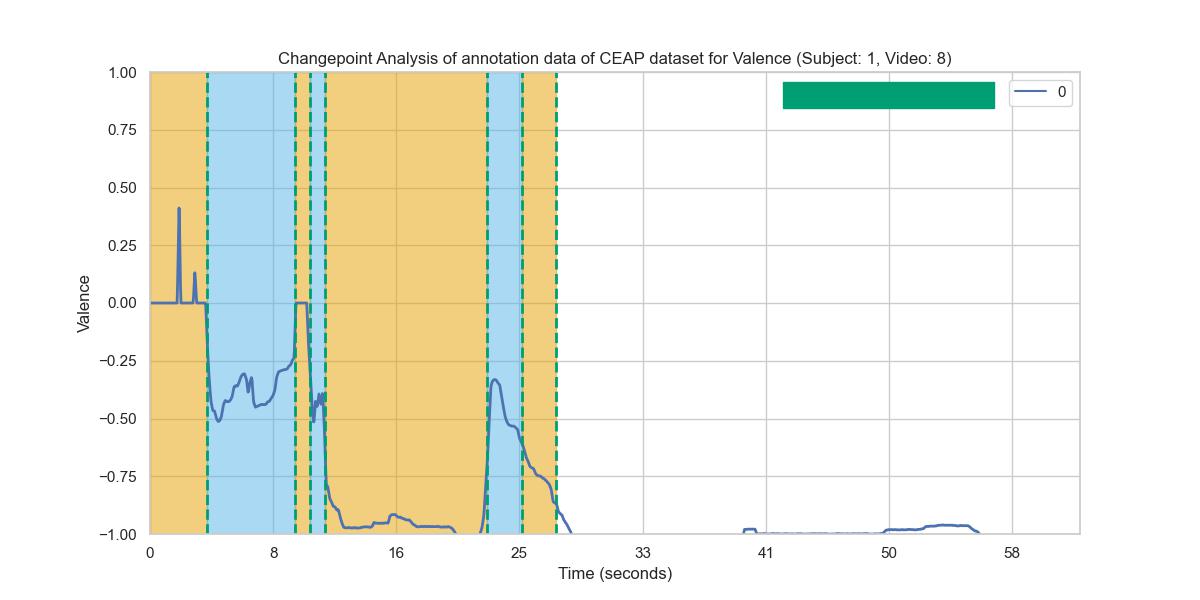 Changepoint Analysis of annotation data of CEAP dataset for Valence (Subject: 1, Video: 8)
1.00
0.75
0.50
0.25
0.00
−0.25
−0.50
−0.75
−1.00
Valence
0
0 8 16 25 33 41 50 58
Time (seconds)